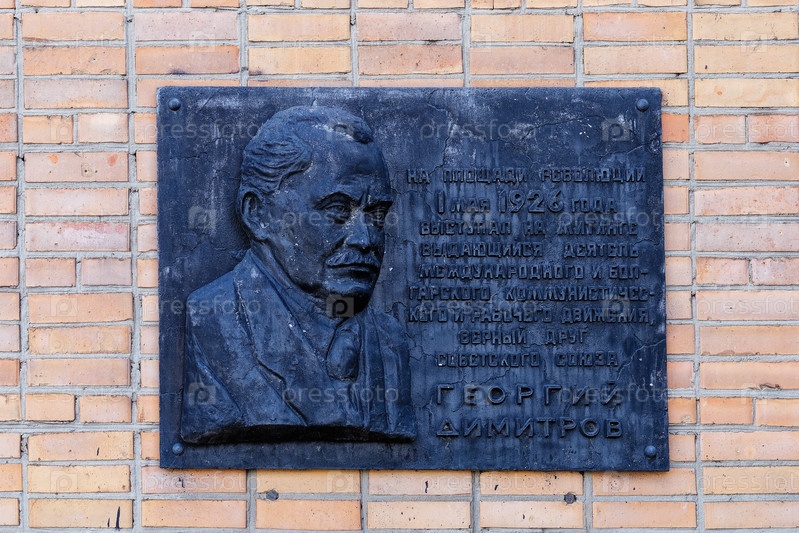 НА ПЛОЩАДИ РЕВОЛЮЦИИ
1 МАЯ 1926 ГОДА
ВЫСТУПАЛ НА МИТИНГЕ
ВЫДАЮЩИЙСЯ ДЕЯТЕЛЬ
МЕЖДУНАРОДНОГО И БОЛ-
ГАРСКОГО КОММУНИСТИЧЕС-
КОГО И РАБОЧЕГО ДВИЖЕНИЯ,
ВЕРНЫЙ ДРУГ
СОВЕТСКОГО СОЮЗА
ГЕОРГИЙ
ДИМИТРОВ
pressfoto